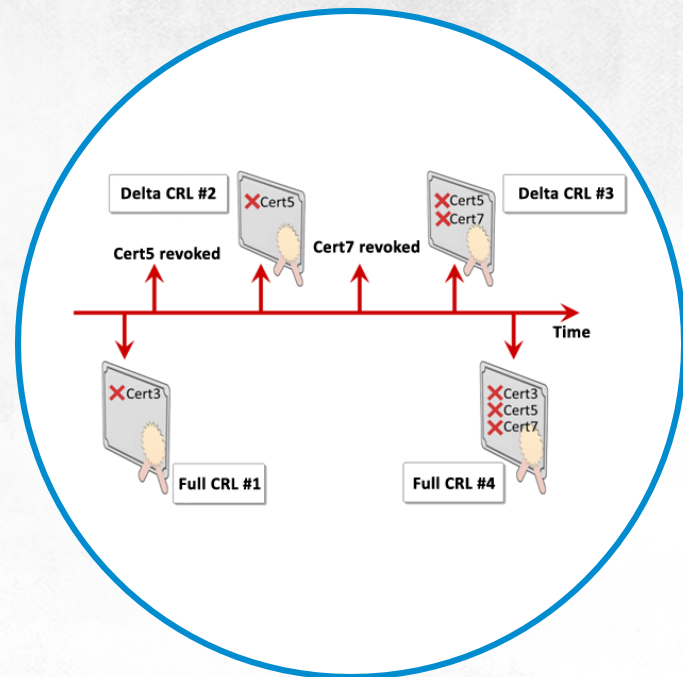 Delta CRL #2
Cert5
Cert5
Cert7
Delta CRL #3
Cert5 revoked
Cert7 revoked
Time
Cert3
Full CRL #1
Full CRL #4
Cert3
Cert5
Cert7